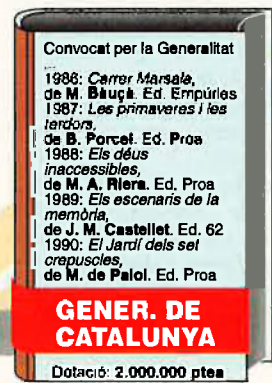 Convocat per la Generalitat
...
1986: Carrer Marsala,
de M. Bauçà. Ed. Empúries
1987: Les primaveres i les
tardors,
de B. Porcel. Ed. Proa
1988: Els déus
inaccessibles,
de M. A. Riera. Ed. Proa
1989: Els escenaris de la
memòria,
de J. M. Castellet. Ed. 62
1990: El Jardí dels set
crepuscles,
de M. de Palol. Ed. Proa
GENER. DE
CATALUNYA
Dotació: 2.000.000 ptea